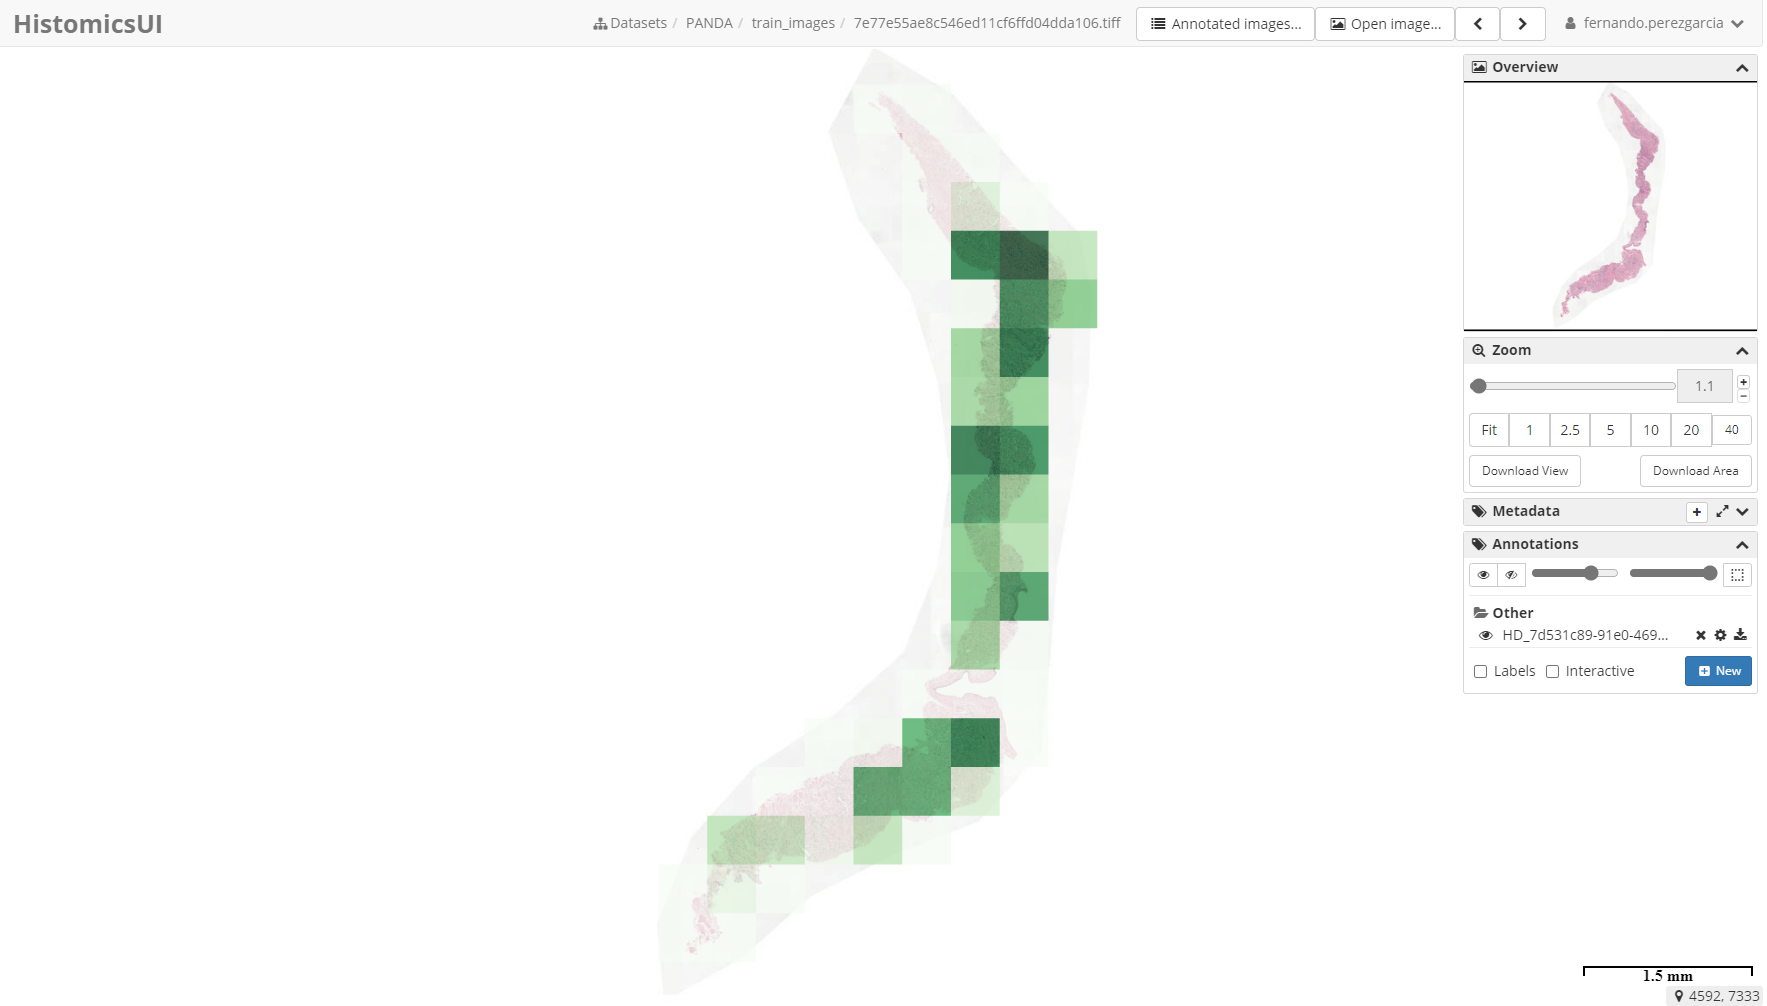 HistomicsUI
Datasets / PANDA / train_images / 7e77e55ae8c546ed11cf6ffd04dda106.tiff
Annotated images...
Open image...
fernando.perezgarcia
Overview
Zoom
1.1
+
−
Fit 1 2.5 5 10 20 40
Download View
Download Area
Metadata
+
Annotations
Other
HD_7d531c89-91e0-469...
Labels
Interactive
New
1.5 mm
4592, 7333